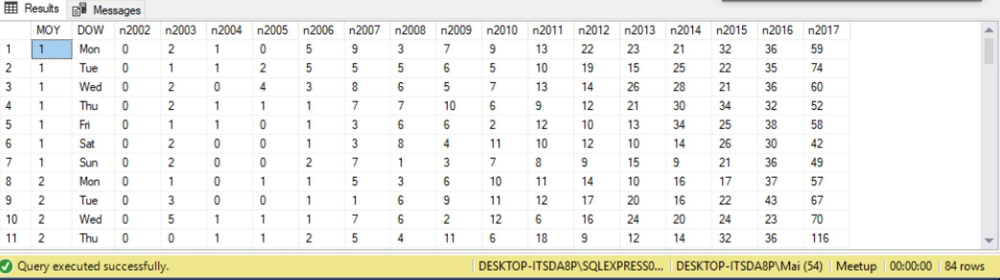 Results Messages
MOY DOW n2002 n2003 n2004 n2005 n2006 n2007 n2008 n2009 n2010 n2011 n2012 n2013 n2014 n2015 n2016 n2017
1 1 Mon 0 2 1 0 5 9 3 7 9 13 22 23 21 32 36 59
2 1 Tue 0 1 1 2 5 5 5 6 5 10 19 15 25 22 35 74
3 1 Wed 0 2 0 4 3 8 6 5 7 13 14 26 28 21 36 60
4 1 Thu 0 2 1 1 1 7 7 10 6 9 12 21 30 34 32 52
5 1 Fri 0 1 1 0 1 3 6 6 2 12 10 13 34 25 38 58
6 1 Sat 0 2 0 0 1 3 8 4 11 10 12 10 14 26 30 42
7 1 Sun 0 2 0 0 2 7 1 3 7 8 9 15 9 21 36 49
8 2 Mon 0 1 0 1 1 5 3 6 10 11 14 10 16 17 37 57
9 2 Tue 0 3 0 0 1 1 6 9 11 12 17 20 16 22 43 67
10 2 Wed 0 5 1 1 1 7 6 2 12 6 16 24 20 24 23 70
11 2 Thu 0 0 1 1 2 5 4 11 6 18 9 12 14 32 36 116
Query executed successfully. DESKTOP-ITSDA8P\SQLEXPRESS0... DESKTOP-ITSDA8P\Mai (54) Meetup 00:00:00 84 rows